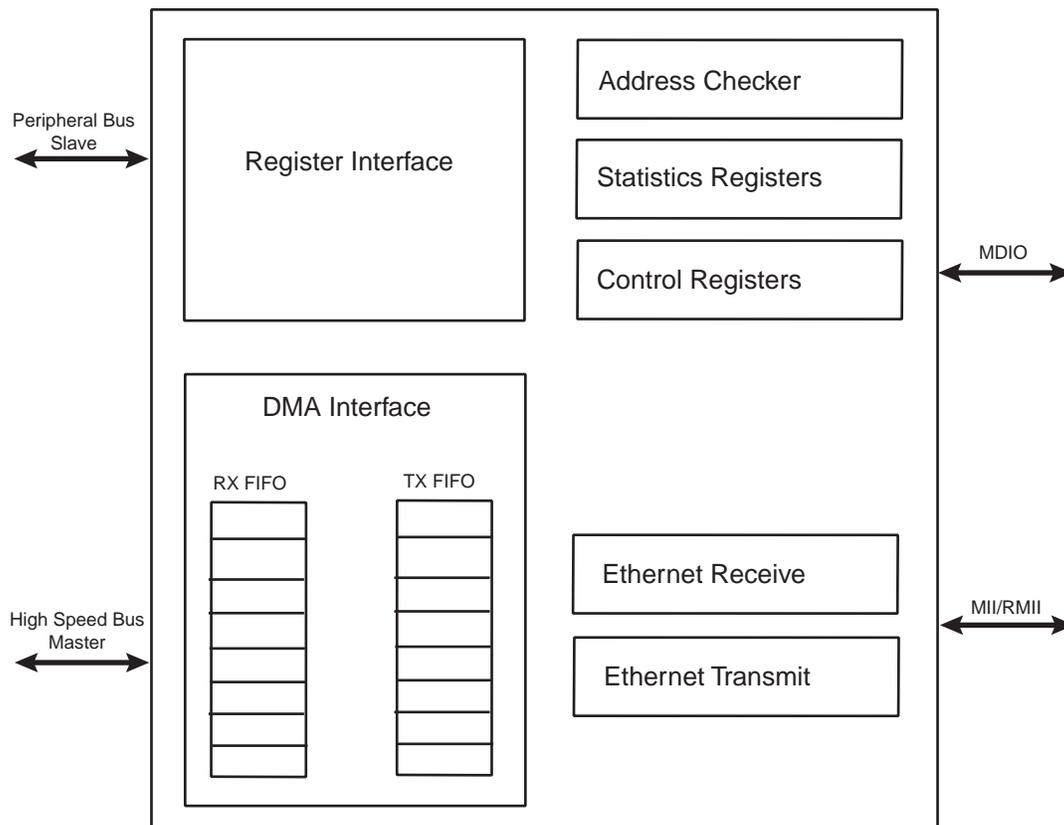 Peripheral Bus
Slave
Register Interface
Address Checker
Statistics Registers
Control Registers
MDIO
DMA Interface
RX FIFO
TX FIFO
High Speed Bus
Master
Ethernet Receive
Ethernet Transmit
MII/RMII